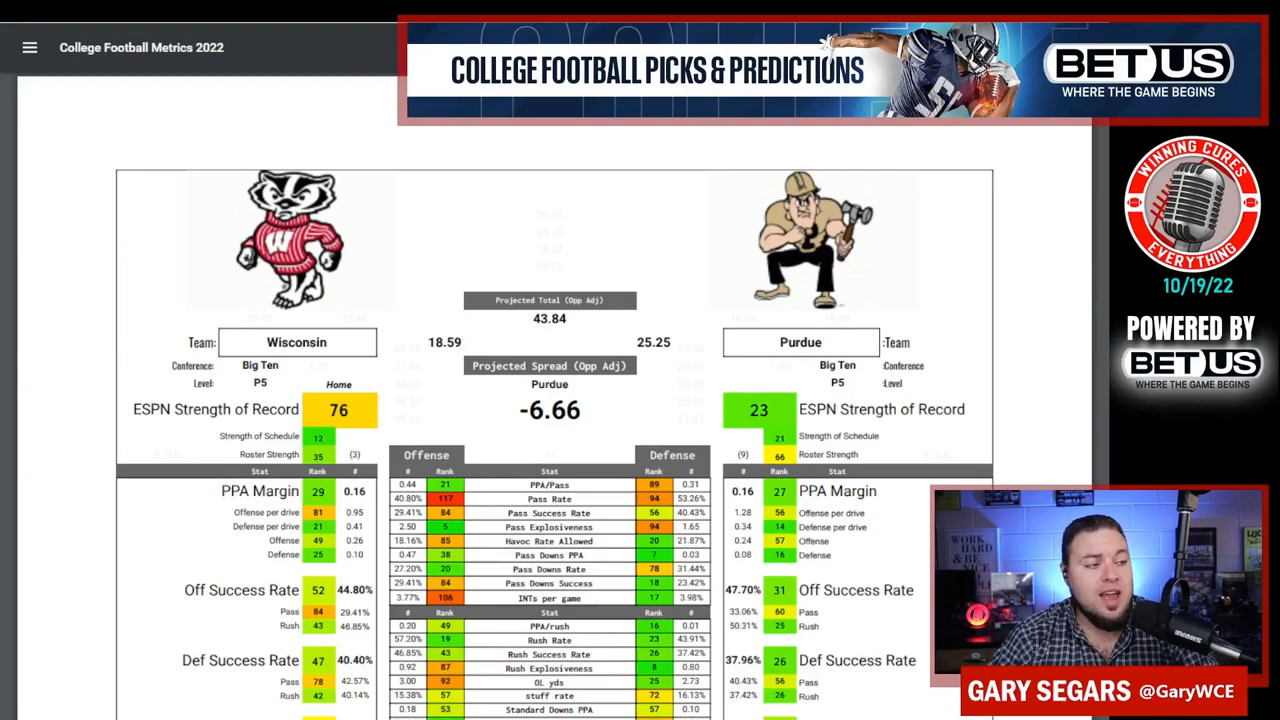 College Football Metrics 2022
COLLEGE FOOTBALL PICKS & PREDICTIONS
BETUS
WHERE THE GAME BEGINS
WINNING CURES
EVERYTHING
10/19/22
POWERED BY
BETUS
WHERE THE GAME BEGINS
Projected Total (Opp Adj)
43.84
Team: Wisconsin 18.59 25.25 Purdue :Team
Projected Spread (Opp Adj)
Conference: Big Ten Big Ten :Conference
Level: P5 Home Purdue P5 :Level
ESPN Strength of Record 76 -6.66 23 ESPN Strength of Record
Strength of Schedule 12 21 Strength of Schedule
Roster Strength 35 (3) Offense Defense (9) 66 Roster Strength
Stat Rank # # Rank Stat Rank # # Rank Stat
0.44 21 PPA/Pass 89 0.31
PPA Margin 29 0.16 0.16 27 PPA Margin
40.80% 117 Pass Rate 94 53.26%
Offense per drive 81 0.95 29.41% 84 Pass Success Rate 56 40.43% 1.28 56 Offense per drive
Defense per drive 21 0.41 2.50 5 Pass Explosiveness 94 1.65 0.34 14 Defense per drive
Offense 49 0.26 18.16% 85 Havoc Rate Allowed 20 21.87% 0.24 57 Offense
Defense 25 0.10 0.47 38 Pass Downs PPA 7 0.03 0.08 16 Defense
27.20% 20 Pass Downs Rate 78 31.44%
Off Success Rate 52 44.80% 29.41% 84 Pass Downs Success 18 23.42% 47.70% 31 Off Success Rate
3.77% 106 INTs per game 17 3.98%
Pass 84 29.41% # Rank Stat Rank # 33.06% 60 Pass
Rush 43 46.85% 0.20 49 PPA/rush 16 0.01 50.31% 25 Rush
57.20% 19 Rush Rate 23 43.91%
Def Success Rate 47 40.40% 46.85% 43 Rush Success Rate 26 37.42% 37.96% 26 Def Success Rate
0.92 87 Rush Explosiveness 8 0.80
Pass 78 42.57% 3.00 92 OL yds 25 2.73 40.43% 56 Pass
Rush 42 40.14% 15.38% 57 stuff rate 72 16.13% 37.42% 26 Rush
0.18 53 Standard Downs PPA 57 0.10
GARY SEGARS @GaryWCE